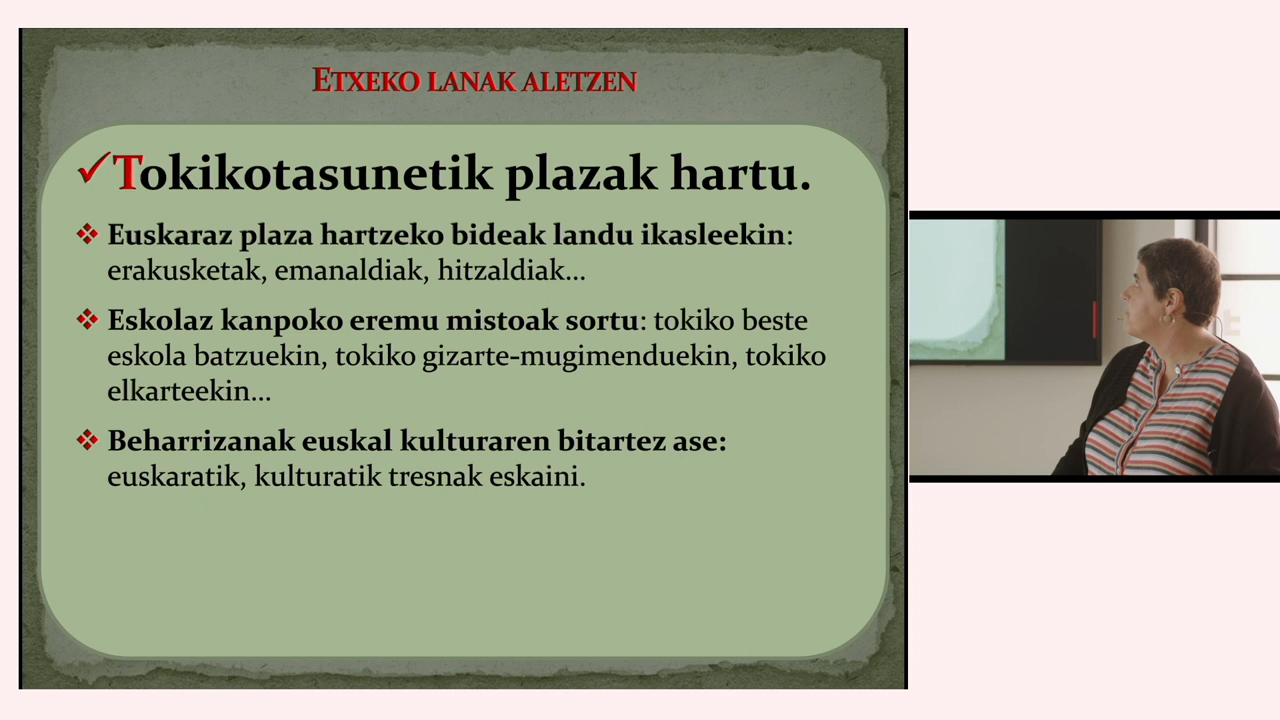 ETXEKO LANAK ALETZEN
Tokikotasunetik plazak hartu.
Euskaraz plaza hartzeko bideak landu ikasleekin:
erakusketak, emanaldiak, hitzaldiak...
Eskolaz kanpoko eremu mistoak sortu: tokiko beste
eskola batzuekin, tokiko gizarte-mugimenduekin, tokiko
elkarteekin...
Beharrizanak euskal kulturaren bitartez ase:
euskaratik, kulturatik tresnak eskaini.